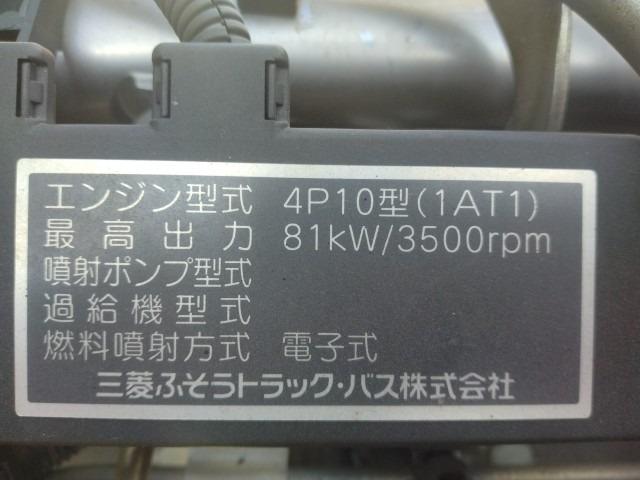 エンジン型式 4P10型(1AT1)
最高出力 81kW/3500rpm
噴射ポンプ型式
過給機型式
燃料噴射方式 電子式
三菱ふそうトラック・バス株式会社